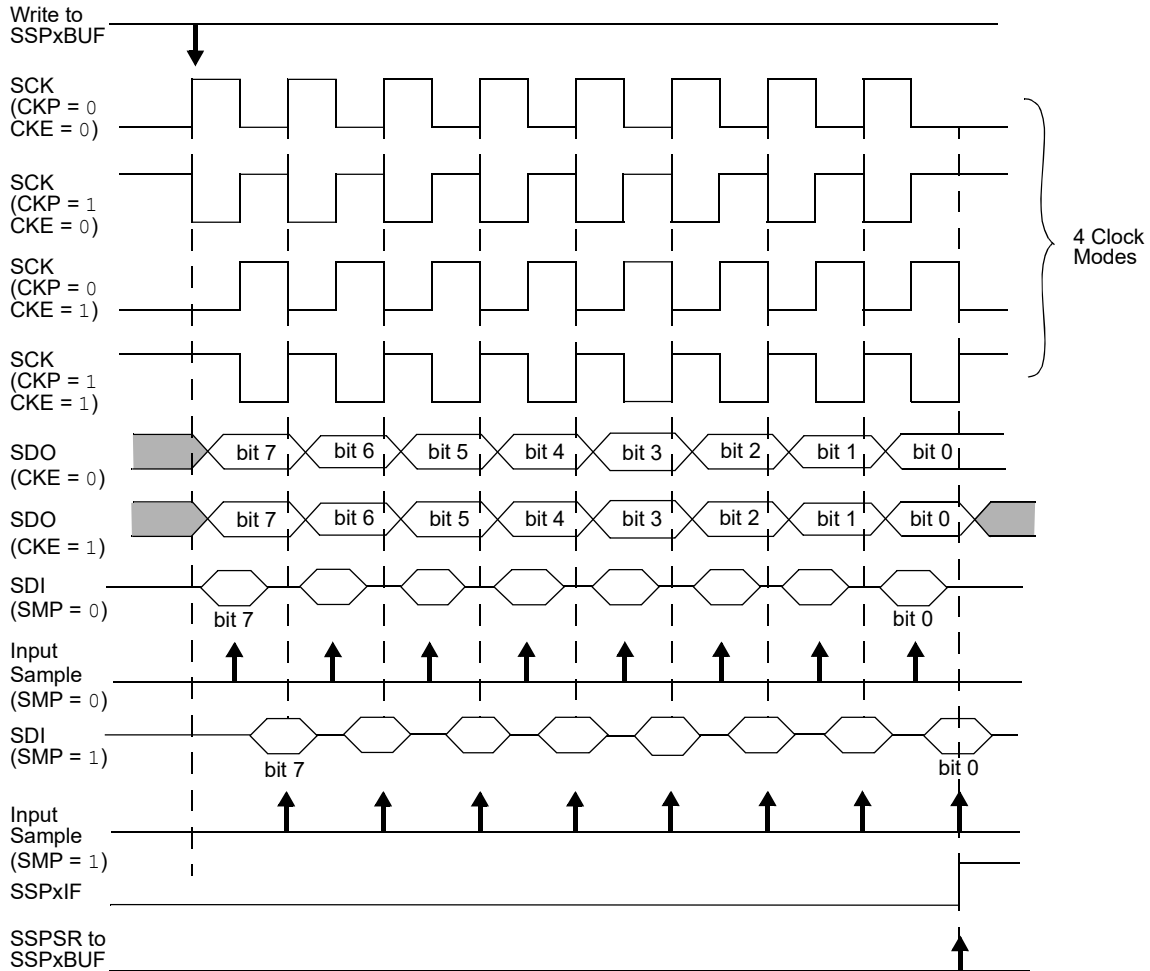 Write to
SSPxBUF
SCK
(CKP = 0
CKE = 0)
SCK
(CKP = 1
CKE = 0)
SCK
(CKP = 0
CKE = 1)
SCK
(CKP = 1
CKE = 1)
4 Clock
Modes
SDO
(CKE = 0)
bit 7 bit 6 bit 5 bit 4 bit 3 bit 2 bit 1 bit 0
SDO
(CKE = 1)
bit 7 bit 6 bit 5 bit 4 bit 3 bit 2 bit 1 bit 0
SDI
(SMP = 0)
bit 7 bit 0
Input
Sample
(SMP = 0)
SDI
(SMP = 1)
bit 7 bit 0
Input
Sample
(SMP = 1)
SSPxIF
SSPSR to
SSPxBUF